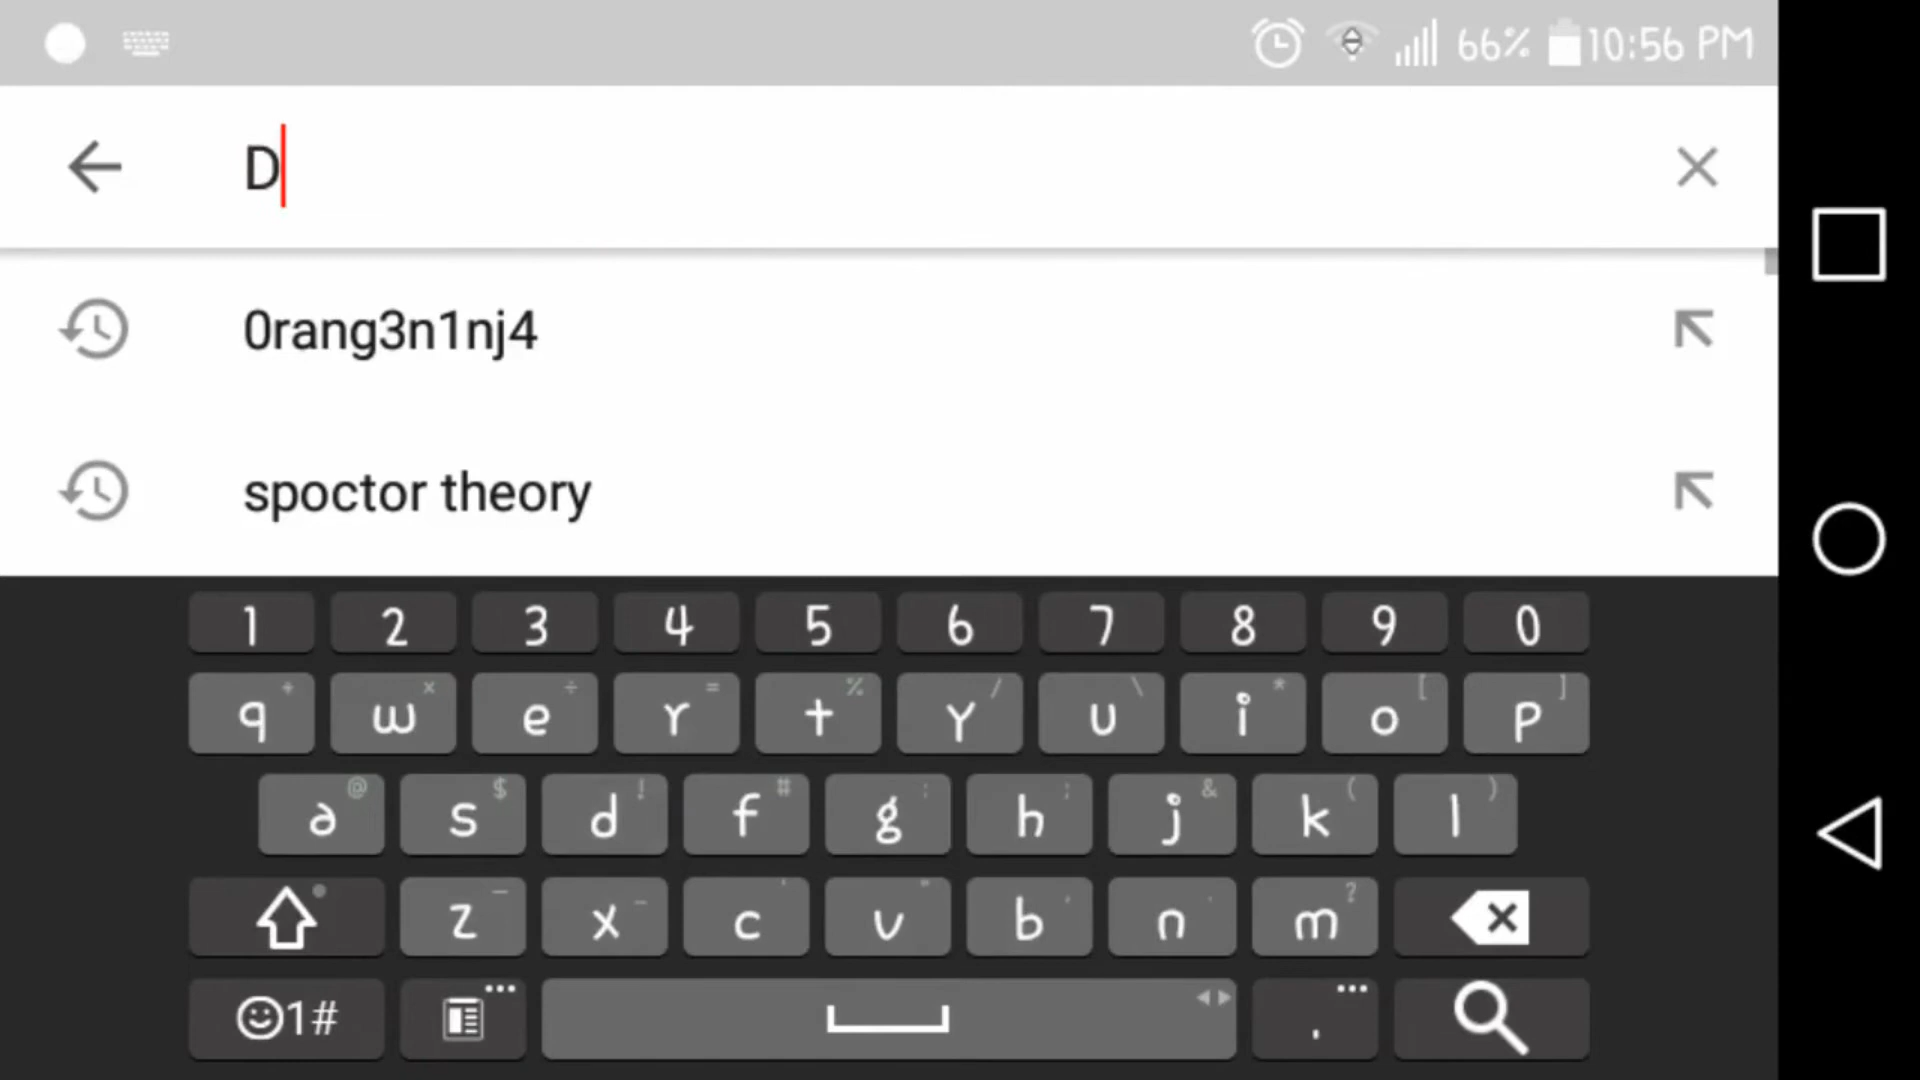 66% 10:56 PM
D
0rang3n1nj4
spoctor theory
1 2 3 4 5 6 7 8 9 0
+ × ÷ = % / \ * [ ]
q w e r t y u i o p
@ $ ! # : ; & ( )
a s d f g h j k l
z x c v b n m ?
1# .